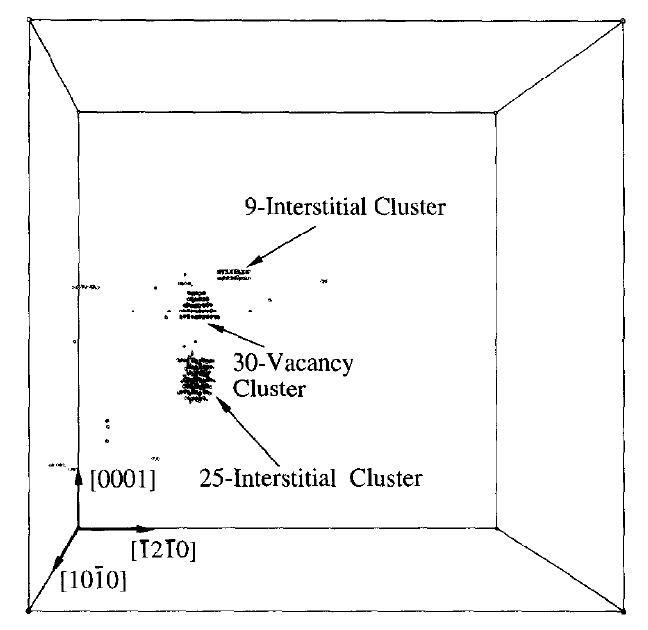 9-Interstitial Cluster
30-Vacancy
Cluster
25-Interstitial Cluster
[0001]
[1̅21̅0]
[101̅0]